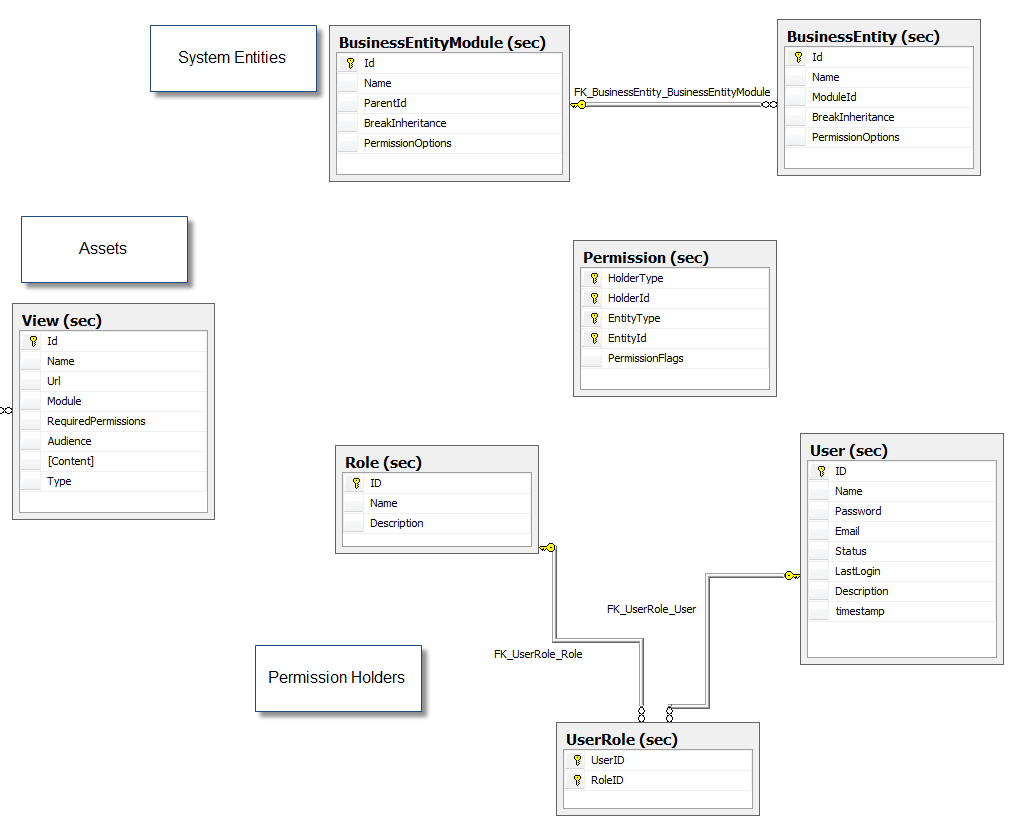 System Entities
BusinessEntityModule (sec)
Id
Name
ParentId
BreakInheritance
PermissionOptions
FK_BusinessEntity_BusinessEntityModule
BusinessEntity (sec)
Id
Name
ModuleId
BreakInheritance
PermissionOptions
Assets
View (sec)
Id
Name
Url
Module
RequiredPermissions
Audience
[Content]
Type
Permission (sec)
HolderType
HolderId
EntityType
EntityId
PermissionFlags
Role (sec)
ID
Name
Description
User (sec)
ID
Name
Password
Email
Status
LastLogin
Description
timestamp
FK_UserRole_User
FK_UserRole_Role
Permission Holders
UserRole (sec)
UserID
RoleID